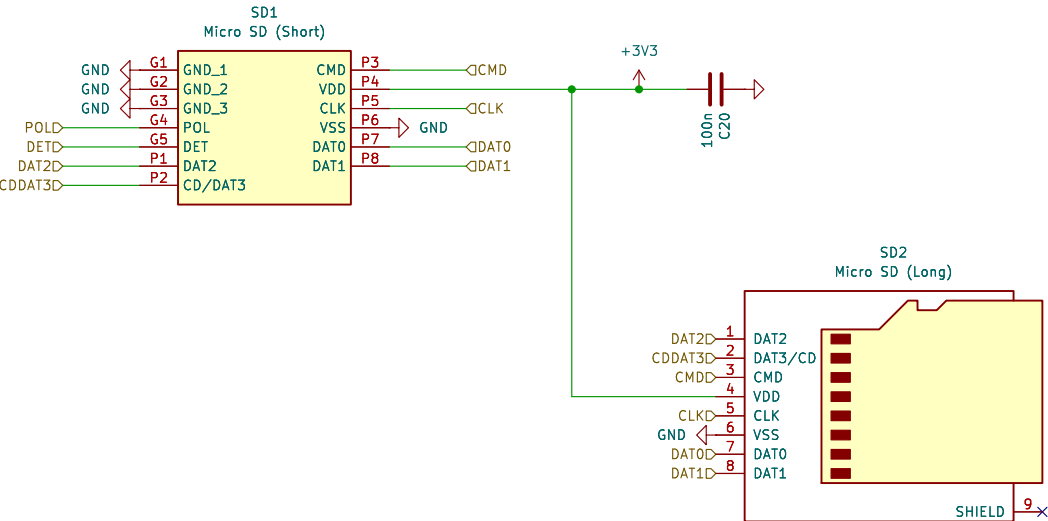 SD1
Micro SD (Short)
GND G1 GND_1 CMD P3 CMD
GND G2 GND_2 VDD P4
GND G3 GND_3 CLK P5 CLK
POL G4 POL VSS P6 GND
DET G5 DET DAT0 P7 DAT0
DAT2 P1 DAT2 DAT1 P8 DAT1
CDDAT3 P2 CD/DAT3
+3V3
100n
C20
SD2
Micro SD (Long)
DAT2 1 DAT2
CDDAT3 2 DAT3/CD
CMD 3 CMD
4 VDD
CLK 5 CLK
GND 6 VSS
DAT0 7 DAT0
DAT1 8 DAT1
SHIELD 9